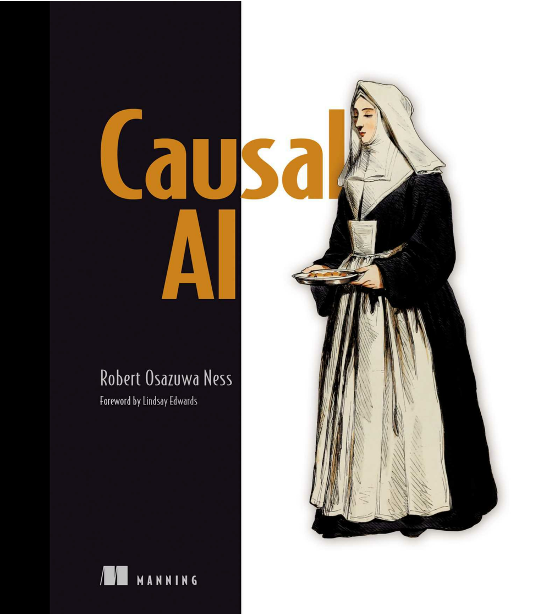 Causal
AI
Robert Osazuwa Ness
Foreword by Lindsay Edwards
MANNING